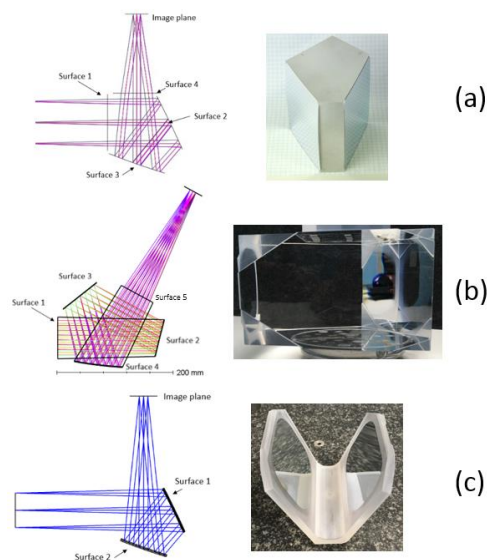 Image plane
Surface 1
Surface 4
Surface 2
Surface 3
(a)
Surface 3
Surface 1
Surface 5
Surface 2
Surface 4
200 mm
(b)
Image plane
Surface 1
Surface 2
(c)